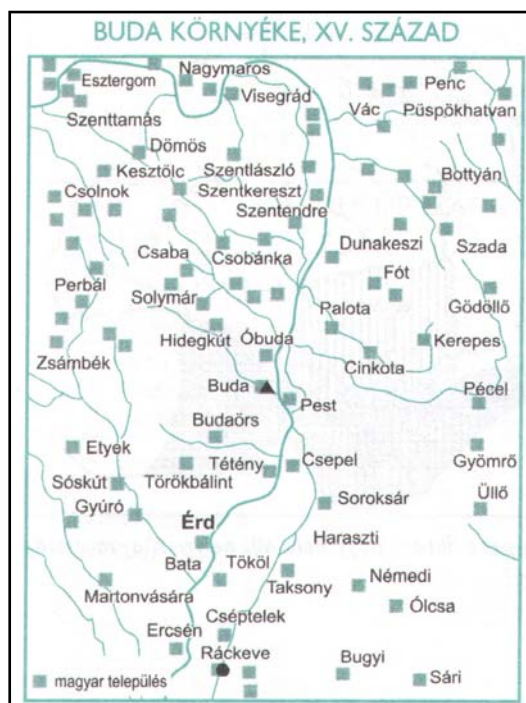 BUDA KÖRNYÉKE, XV. SZÁZAD
Nagymaros
Esztergom
Visegrád
Penc
Vác
Püspökhatvan
Szenttamás
Dömös
Kesztölc
Szentlászló
Csolnok
Szentkereszt
Bottyán
Szentendre
Dunakeszi
Szada
Csaba
Csobánka
Perbál
Fót
Solymár
Palota
Gödöllő
Hidegkút
Óbuda
Kerepes
Zsámbék
Cinkota
Buda
Pécel
Pest
Budaörs
Etyek
Tétény
Csepel
Gyömrő
Sóskút
Törökbálint
Gyúró
Soroksár
Üllő
Érd
Haraszti
Bata
Tököl
Taksony
Némedi
Martonvására
Ólcsa
Cséptelek
Ercsén
Ráckeve
Bugyi
Sári
magyar település